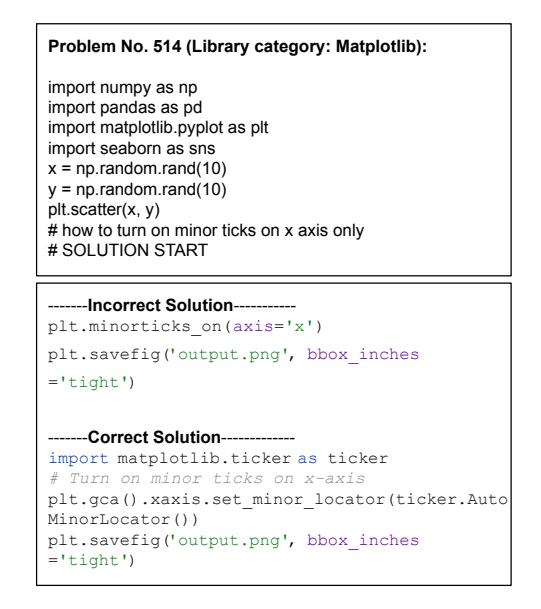 Problem No. 514 (Library category: Matplotlib):
import numpy as np
import pandas as pd
import matplotlib.pyplot as plt
import seaborn as sns
x = np.random.rand(10)
y = np.random.rand(10)
plt.scatter(x, y)
# how to turn on minor ticks on x axis only
# SOLUTION START
-------Incorrect Solution-----------
plt.minorticks_on(axis='x')
plt.savefig('output.png', bbox_inches
='tight')
-------Correct Solution-------------
import matplotlib.ticker as ticker
# Turn on minor ticks on x-axis
plt.gca().xaxis.set_minor_locator(ticker.Auto
MinorLocator())
plt.savefig('output.png', bbox_inches
='tight')